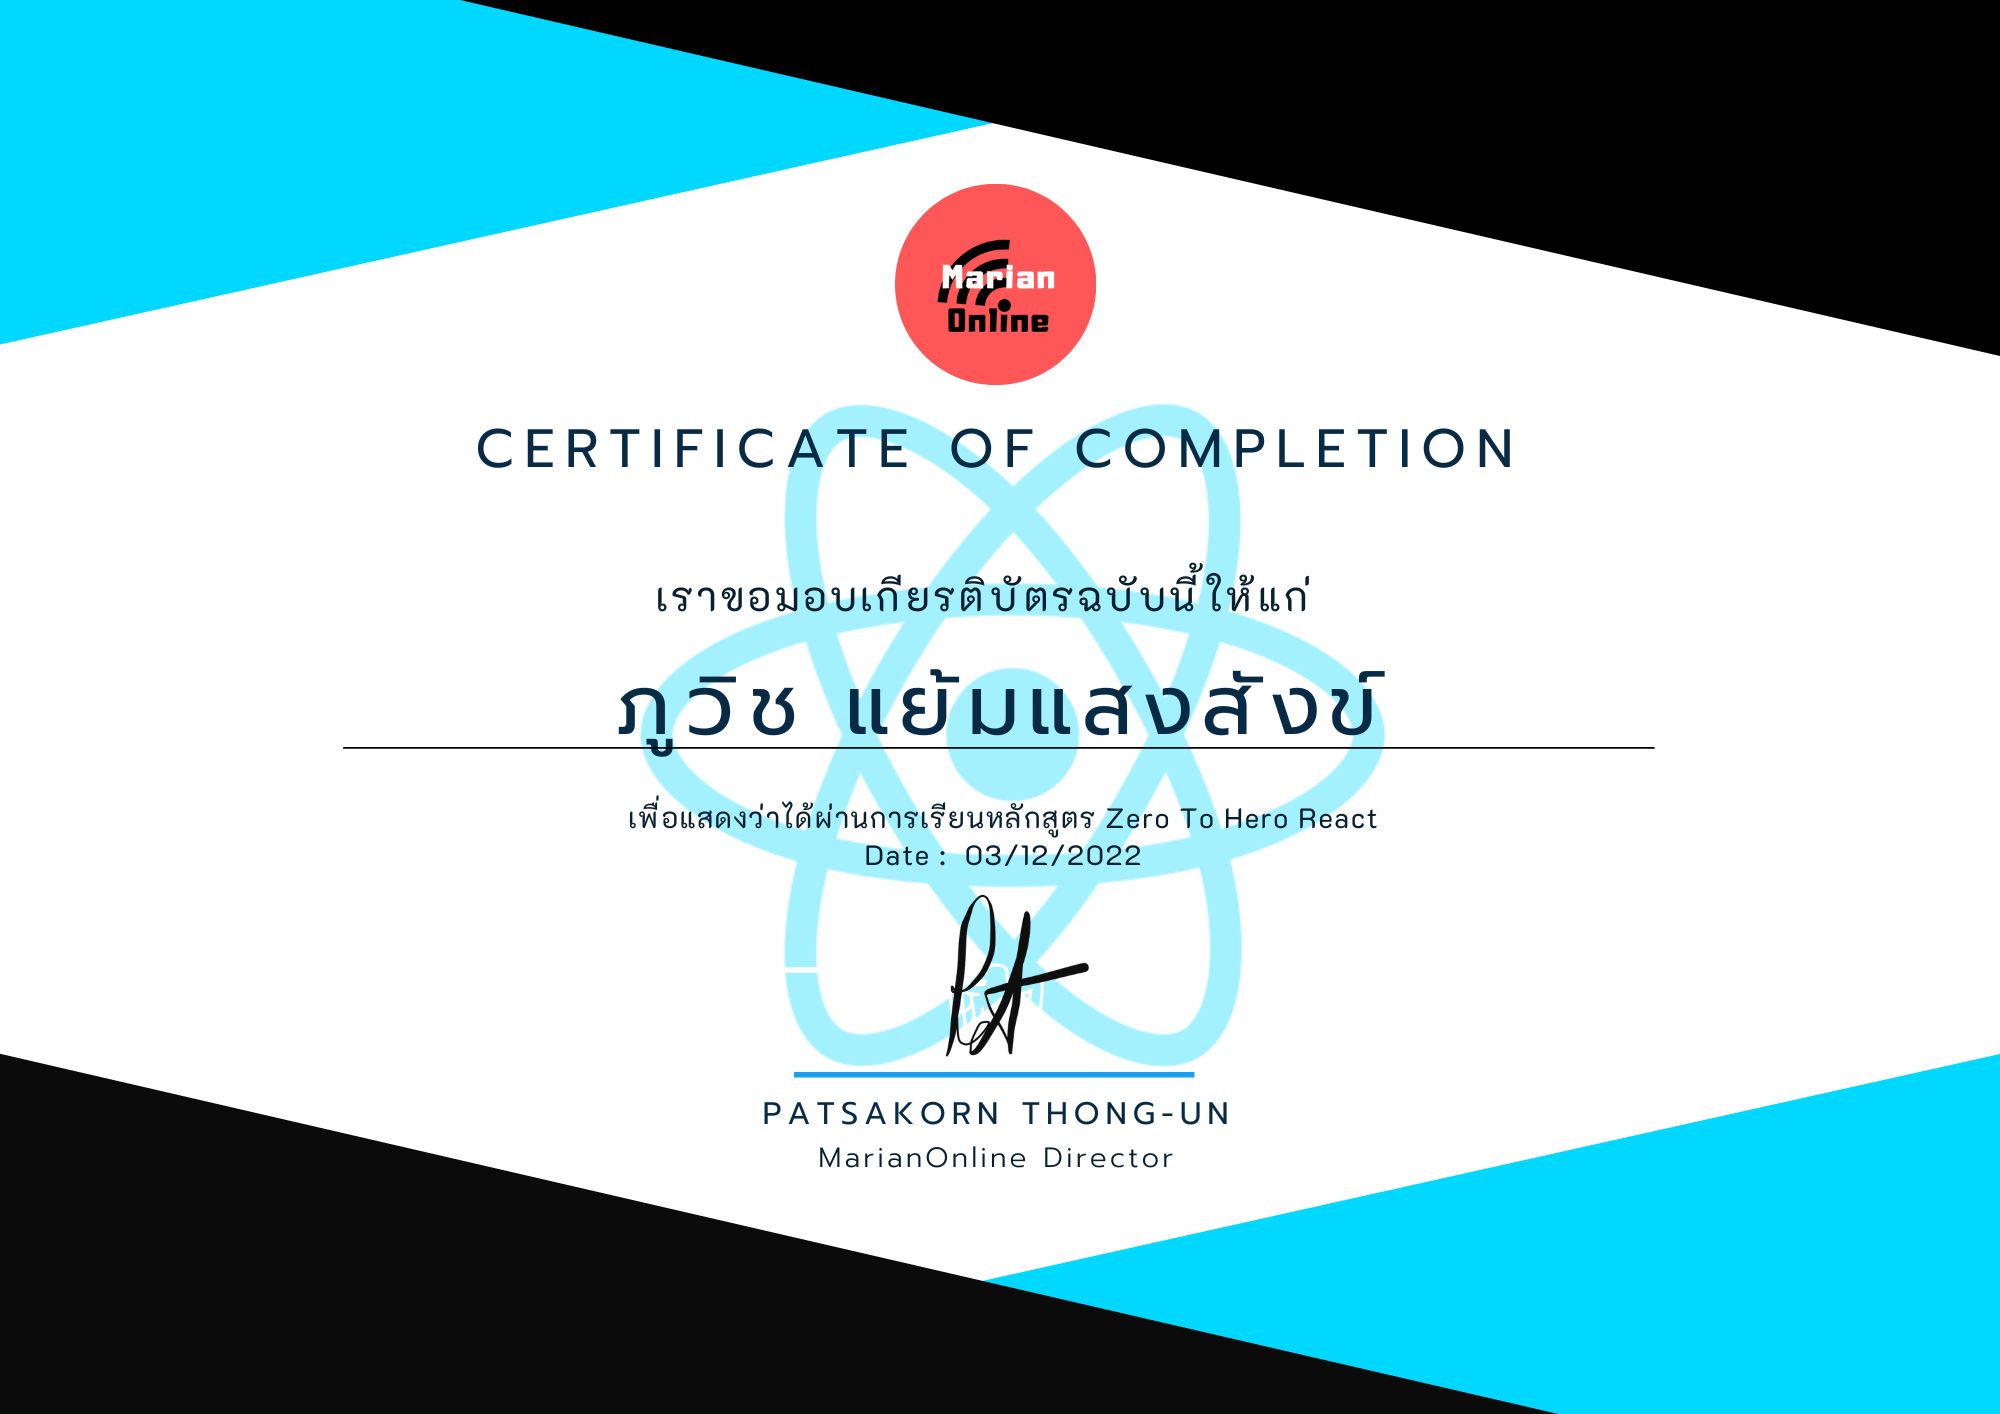 Marian
Online
CERTIFICATE OF COMPLETION
เราขอมอบเกียรติบัตรฉบับนี้ให้แก่
ภูวิช แย้มแสงสังข์
เพื่อแสดงว่าได้ผ่านการเรียนหลักสูตร Zero To Hero React
Date : 03/12/2022
PATSAKORN THONG-UN
MarianOnline Director